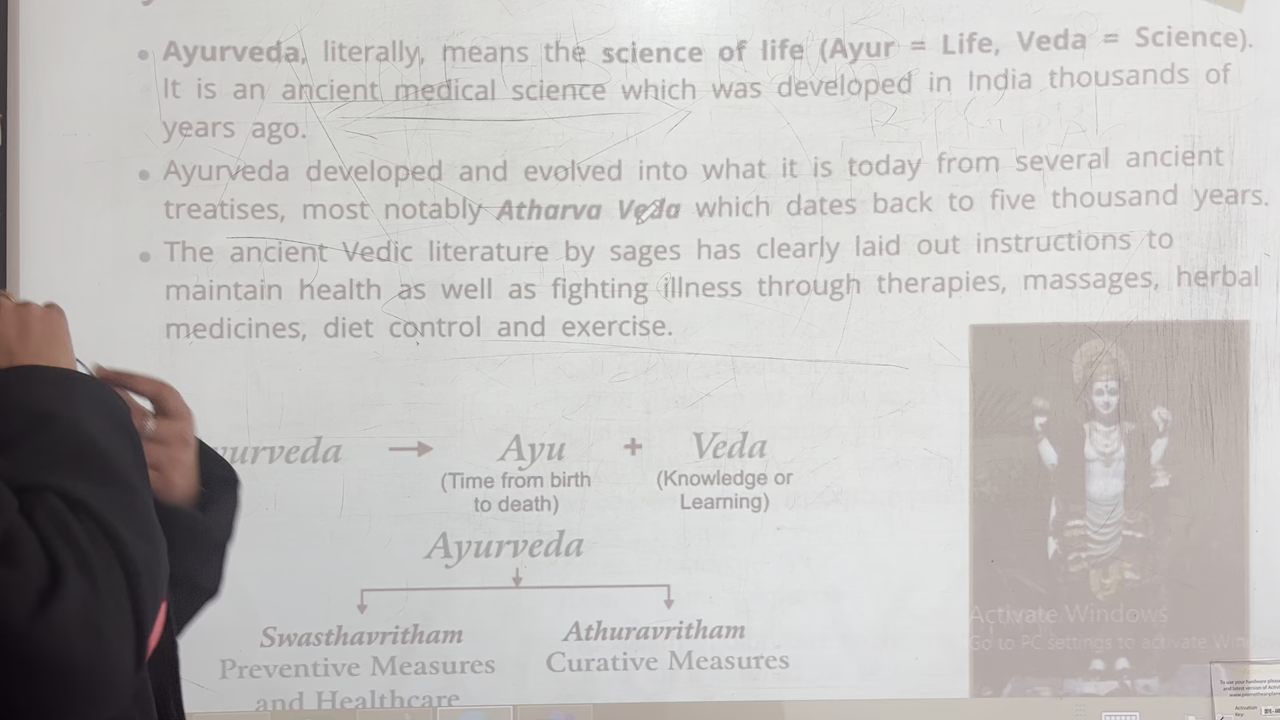 Ayurveda, literally, means the science of life (Ayur = Life, Veda = Science).
It is an ancient medical science which was developed in India thousands of
years ago.
Ayurveda developed and evolved into what it is today from several ancient
treatises, most notably Atharva Veda which dates back to five thousand years.
The ancient Vedic literature by sages has clearly laid out instructions to
maintain health as well as fighting illness through therapies, massages, herbal
medicines, diet control and exercise.
urveda → Ayu + Veda
(Time from birth
to death)
(Knowledge or
Learning)
Ayurveda
Swasthavritham
Preventive Measures
and Healthcare
Athuravritham
Curative Measures
Activate Windows
Go to PC settings to activate Win